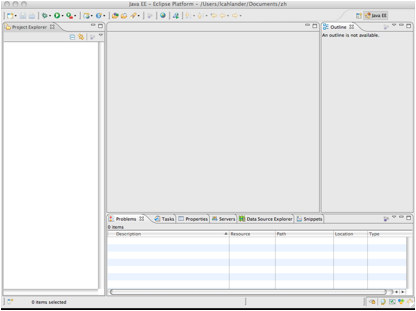 Java EE - Eclipse Platform - /Users/lcahlander/Documents/zh
Java EE
Project Explorer
Outline
An outline is not available.
Problems Tasks Properties Servers Data Source Explorer Snippets
0 items
Description Resource Path Location Type
0 items selected